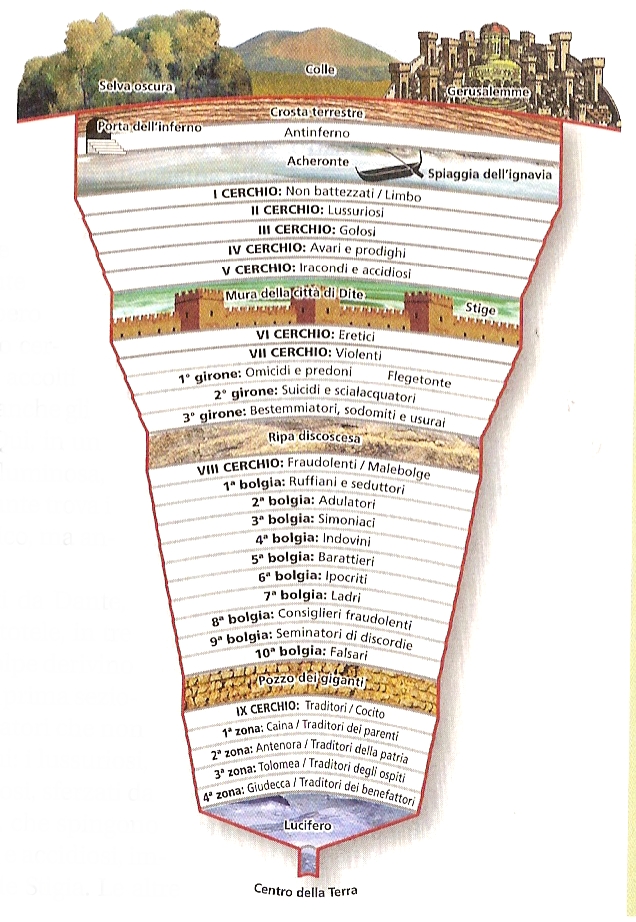 Selva oscura
Colle
Gerusalemme
Crosta terrestre
Porta dell'inferno
Antinferno
Acheronte
Spiaggia dell'ignavia
I CERCHIO: Non battezzati / Limbo
II CERCHIO: Lussuriosi
III CERCHIO: Golosi
IV CERCHIO: Avari e prodighi
V CERCHIO: Iracondi e accidiosi
Mura della città di Dite
Stige
VI CERCHIO: Eretici
VII CERCHIO: Violenti
1° girone: Omicidi e predoni
Flegetonte
2° girone: Suicidi e scialacquatori
3° girone: Bestemmiatori, sodomiti e usurai
Ripa discoscesa
VIII CERCHIO: Fraudolenti / Malebolge
1ª bolgia: Ruffiani e seduttori
2ª bolgia: Adulatori
3ª bolgia: Simoniaci
4ª bolgia: Indovini
5ª bolgia: Barattieri
6ª bolgia: Ipocriti
7ª bolgia: Ladri
8ª bolgia: Consiglieri fraudolenti
9ª bolgia: Seminatori di discordie
10ª bolgia: Falsari
Pozzo dei giganti
IX CERCHIO: Traditori / Cocito
1ª zona: Caina / Traditori dei parenti
2ª zona: Antenora / Traditori della patria
3ª zona: Tolomea / Traditori degli ospiti
4ª zona: Giudecca / Traditori dei benefattori
Lucifero
Centro della Terra